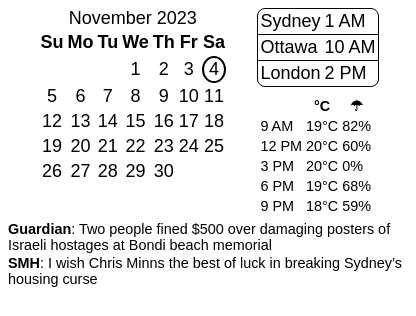 November 2023
Su Mo Tu We Th Fr Sa
1 2 3 4
5 6 7 8 9 10 11
12 13 14 15 16 17 18
19 20 21 22 23 24 25
26 27 28 29 30
Sydney 1 AM
Ottawa 10 AM
London 2 PM
°C ☂
9 AM 19°C 82%
12 PM 20°C 60%
3 PM 20°C 0%
6 PM 19°C 68%
9 PM 18°C 59%
Guardian: Two people fined $500 over damaging posters of
Israeli hostages at Bondi beach memorial
SMH: I wish Chris Minns the best of luck in breaking Sydney’s
housing curse